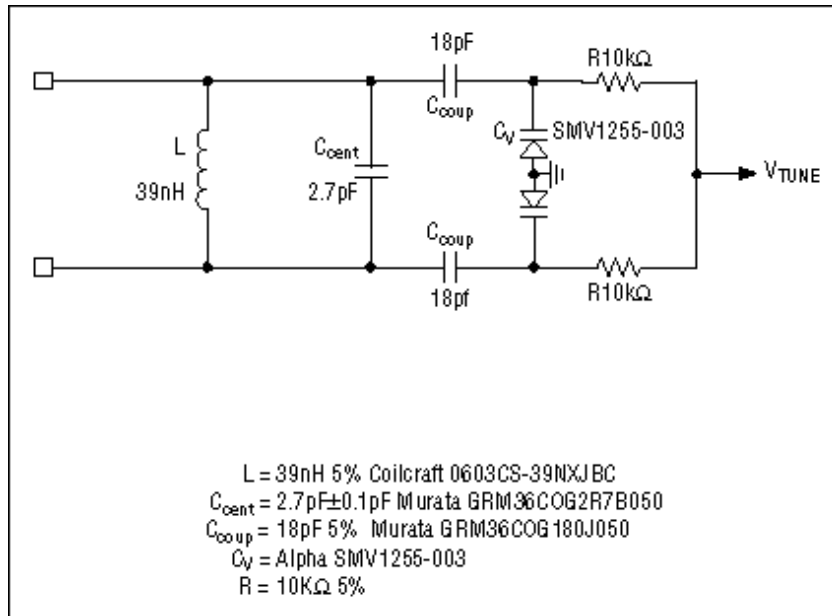 18pF
R10kΩ
Ccoup
CV SMV1255-003
L
Ccent
39nH
2.7pF
VTUNE
Ccoup
18pf
R10kΩ
L = 39nH 5% Coilcraft 0603CS-39NXJBC
Ccent = 2.7pF±0.1pF Murata GRM36COG2R7B050
Ccoup = 18pF 5% Murata GRM36COG180J050
CV = Alpha SMV1255-003
R = 10KΩ 5%